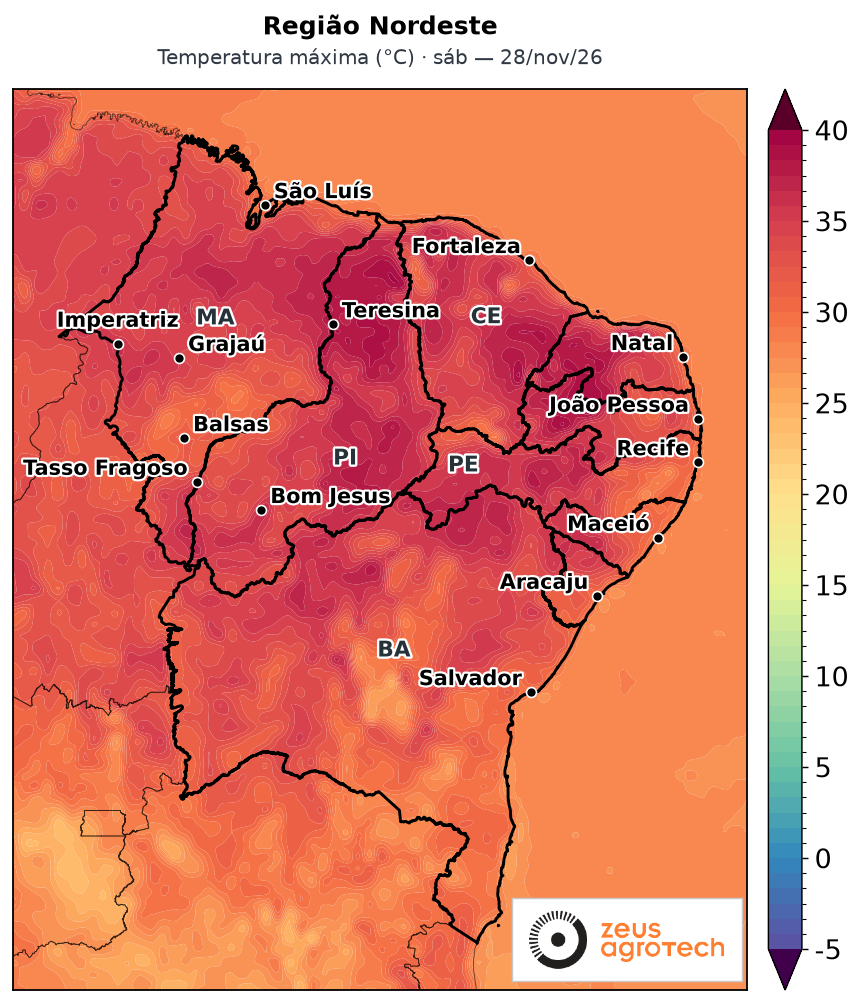 Região Nordeste
Temperatura máxima (°C) · sáb — 28/nov/26
São Luís
Fortaleza
Teresina
Imperatriz
MA
CE
Grajaú
Natal
João Pessoa
Balsas
Recife
PI
PE
Tasso Fragoso
Bom Jesus
Maceió
Aracaju
BA
Salvador
40
35
30
25
20
15
10
5
0
-5
zeus
agrotech